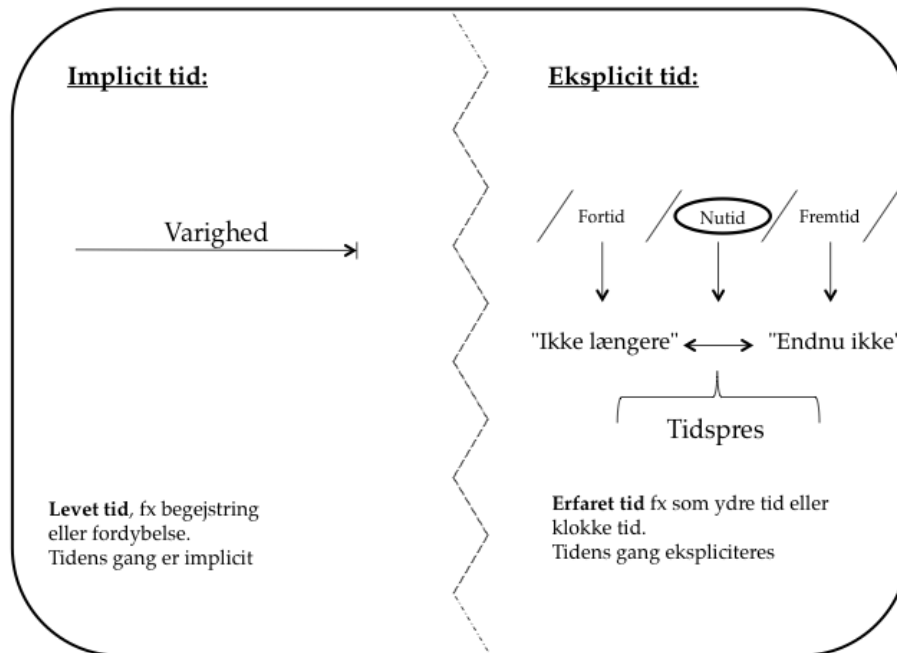 Implicit tid:
Varighed
Levet tid, fx begejstring
eller fordybelse.
Tidens gang er implicit
Eksplicit tid:
Fortid
Nutid
Fremtid
"Ikke længere"
"Endnu ikke"
Tidspres
Erfaret tid fx som ydre tid eller
klokke tid.
Tidens gang ekspliciteres